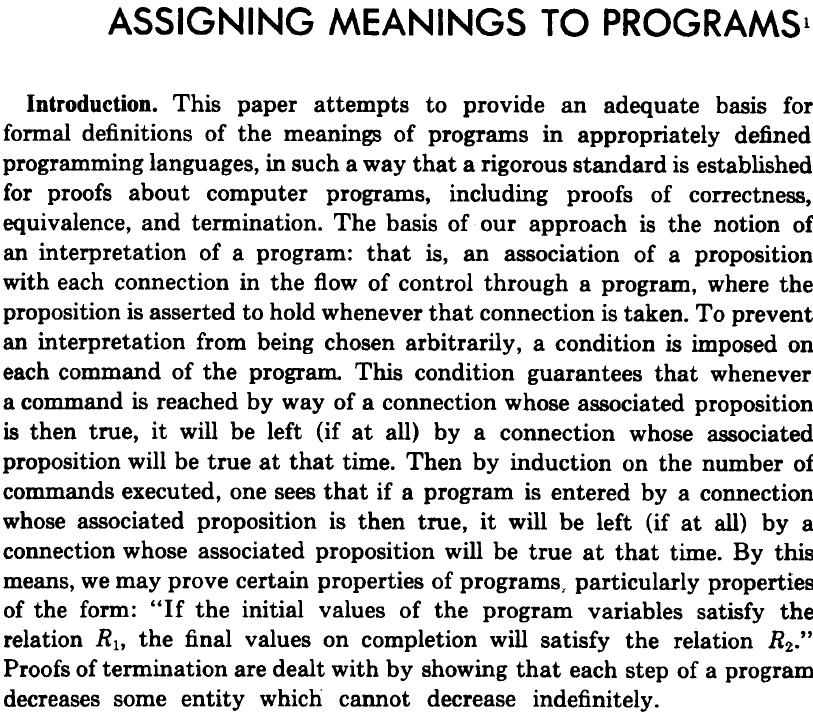 ASSIGNING MEANINGS TO PROGRAMS¹
Introduction. This paper attempts to provide an adequate basis for
formal definitions of the meanings of programs in appropriately defined
programming languages, in such a way that a rigorous standard is established
for proofs about computer programs, including proofs of correctness,
equivalence, and termination. The basis of our approach is the notion of
an interpretation of a program: that is, an association of a proposition
with each connection in the flow of control through a program, where the
proposition is asserted to hold whenever that connection is taken. To prevent
an interpretation from being chosen arbitrarily, a condition is imposed on
each command of the program. This condition guarantees that whenever
a command is reached by way of a connection whose associated proposition
is then true, it will be left (if at all) by a connection whose associated
proposition will be true at that time. Then by induction on the number of
commands executed, one sees that if a program is entered by a connection
whose associated proposition is then true, it will be left (if at all) by a
connection whose associated proposition will be true at that time. By this
means, we may prove certain properties of programs, particularly properties
of the form: “If the initial values of the program variables satisfy the
relation R₁, the final values on completion will satisfy the relation R₂.”
Proofs of termination are dealt with by showing that each step of a program
decreases some entity which cannot decrease indefinitely.